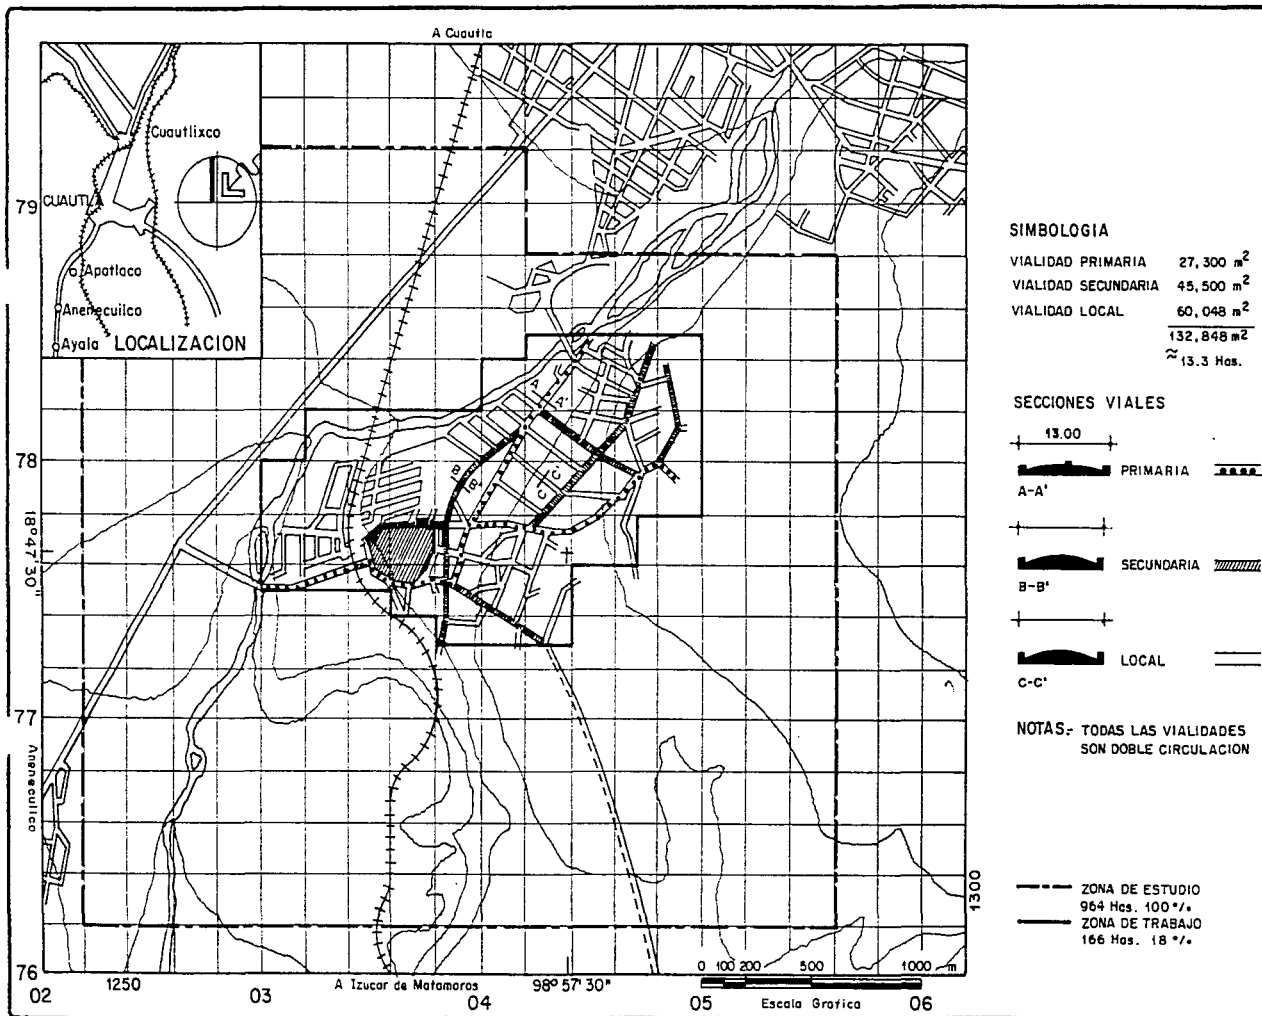 A Cuautla
Cuautlixco
CUAUTLA
Apatlaco
Anenecuilco
Ayala
LOCALIZACION
79
78
18° 47' 30"
77
Anenecuilco
76
02
1250
03
A Izucar de Matamoros
04
98° 57' 30"
05
06
1300
0 100 200 500 1000 m
Escala Grafica
A
A'
B
B'
C
C'
SIMBOLOGIA
VIALIDAD PRIMARIA 27,300 m²
VIALIDAD SECUNDARIA 45,500 m²
VIALIDAD LOCAL 60,048 m²
132,848 m²
≈ 13.3 Has.
SECCIONES VIALES
13.00
PRIMARIA
A-A'
SECUNDARIA
B-B'
LOCAL
C-C'
NOTAS:- TODAS LAS VIALIDADES
SON DOBLE CIRCULACION
ZONA DE ESTUDIO
964 Has. 100 °/.
ZONA DE TRABAJO
166 Has. 18 °/.